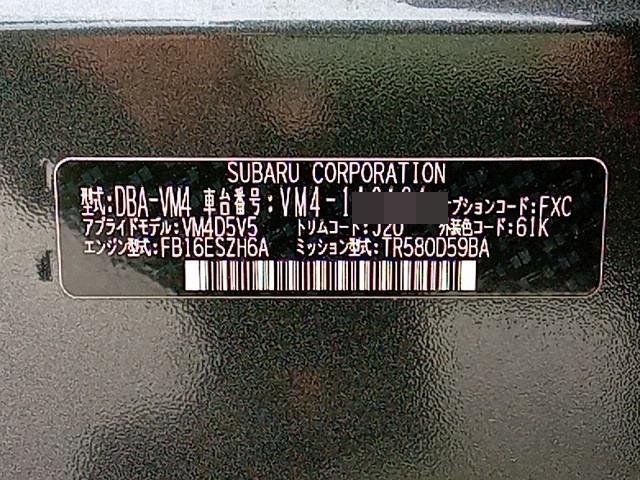 SUBARU CORPORATION
型式:DBA-VM4 車台番号:VM4-1 オプションコード:FXC
アプライドモデル:VM4D5V5 トリムコード:J20 外装色コード:61K
エンジン型式:FB16ESZH6A ミッション型式:TR580D59BA